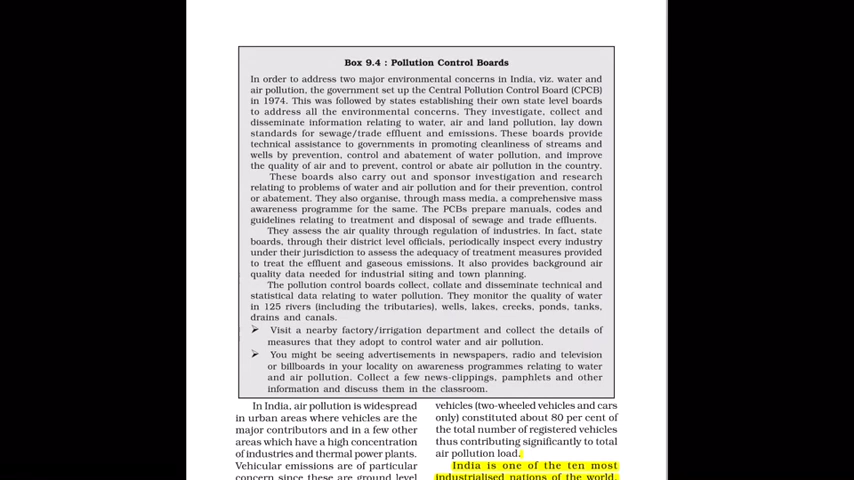 Box 9.4 : Pollution Control Boards
In order to address two major environmental concerns in India, viz. water and
air pollution, the government set up the Central Pollution Control Board (CPCB)
in 1974. This was followed by states establishing their own state level boards
to address all the environmental concerns. They investigate, collect and
disseminate information relating to water, air and land pollution, lay down
standards for sewage/trade effluent and emissions. These boards provide
technical assistance to governments in promoting cleanliness of streams and
wells by prevention, control and abatement of water pollution, and improve
the quality of air and to prevent, control or abate air pollution in the country.
These boards also carry out and sponsor investigation and research
relating to problems of water and air pollution and for their prevention, control
or abatement. They also organise, through mass media, a comprehensive mass
awareness programme for the same. The PCBs prepare manuals, codes and
guidelines relating to treatment and disposal of sewage and trade effluents.
They assess the air quality through regulation of industries. In fact, state
boards, through their district level officials, periodically inspect every industry
under their jurisdiction to assess the adequacy of treatment measures provided
to treat the effluent and gaseous emissions. It also provides background air
quality data needed for industrial siting and town planning.
The pollution control boards collect, collate and disseminate technical and
statistical data relating to water pollution. They monitor the quality of water
in 125 rivers (including the tributaries), wells, lakes, creeks, ponds, tanks,
drains and canals.
➢ Visit a nearby factory/irrigation department and collect the details of
measures that they adopt to control water and air pollution.
➢ You might be seeing advertisements in newspapers, radio and television
or billboards in your locality on awareness programmes relating to water
and air pollution. Collect a few news-clippings, pamphlets and other
information and discuss them in the classroom.
In India, air pollution is widespread
in urban areas where vehicles are the
major contributors and in a few other
areas which have a high concentration
of industries and thermal power plants.
Vehicular emissions are of particular
concern since these are ground level
vehicles (two-wheeled vehicles and cars
only) constituted about 80 per cent of
the total number of registered vehicles
thus contributing significantly to total
air pollution load.
India is one of the ten most
industrialised nations of the world.